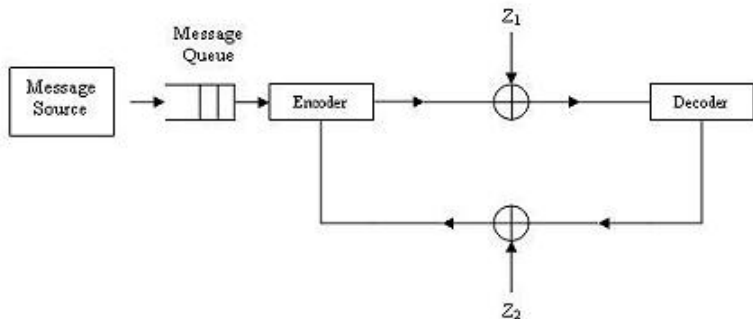 Z1
Message
Queue
Message
Source
Encoder
Decoder
Z2